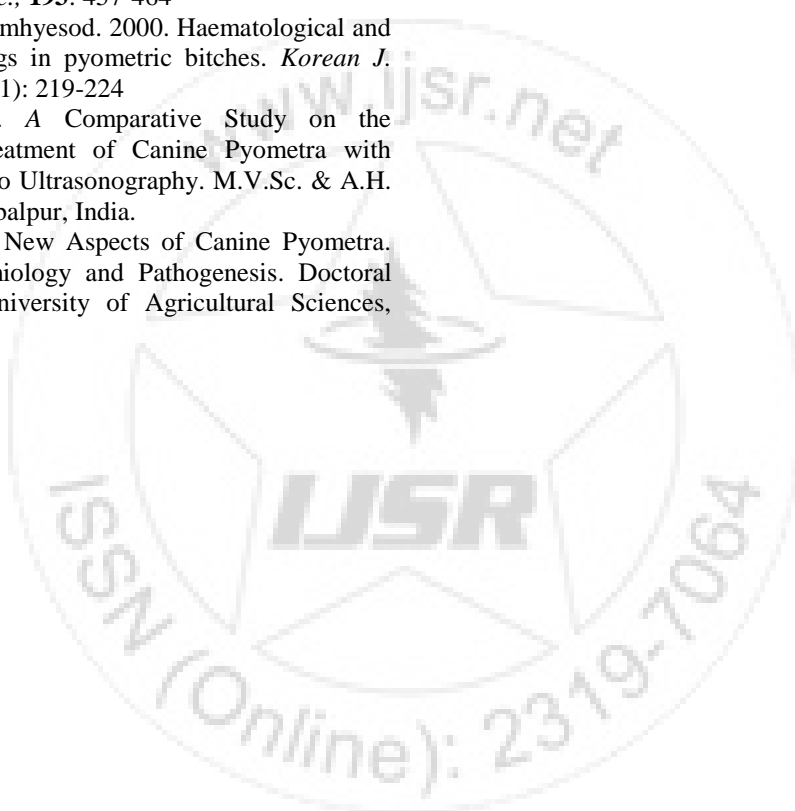 c., 193: 457-464
mhyesod. 2000. Haematological and
gs in pyometric bitches. Korean J.
1): 219-224
. A Comparative Study on the
eatment of Canine Pyometra with
o Ultrasonography. M.V.Sc. & A.H.
balpur, India.
New Aspects of Canine Pyometra.
niology and Pathogenesis. Doctoral
niversity of Agricultural Sciences,
www.ijsr.net
IJSR
ISSN (Online): 2319-7064